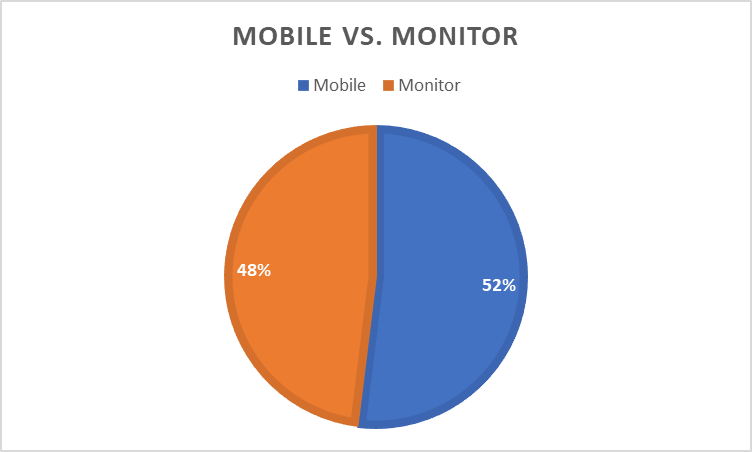 MOBILE VS. MONITOR
Mobile Monitor
48%
52%